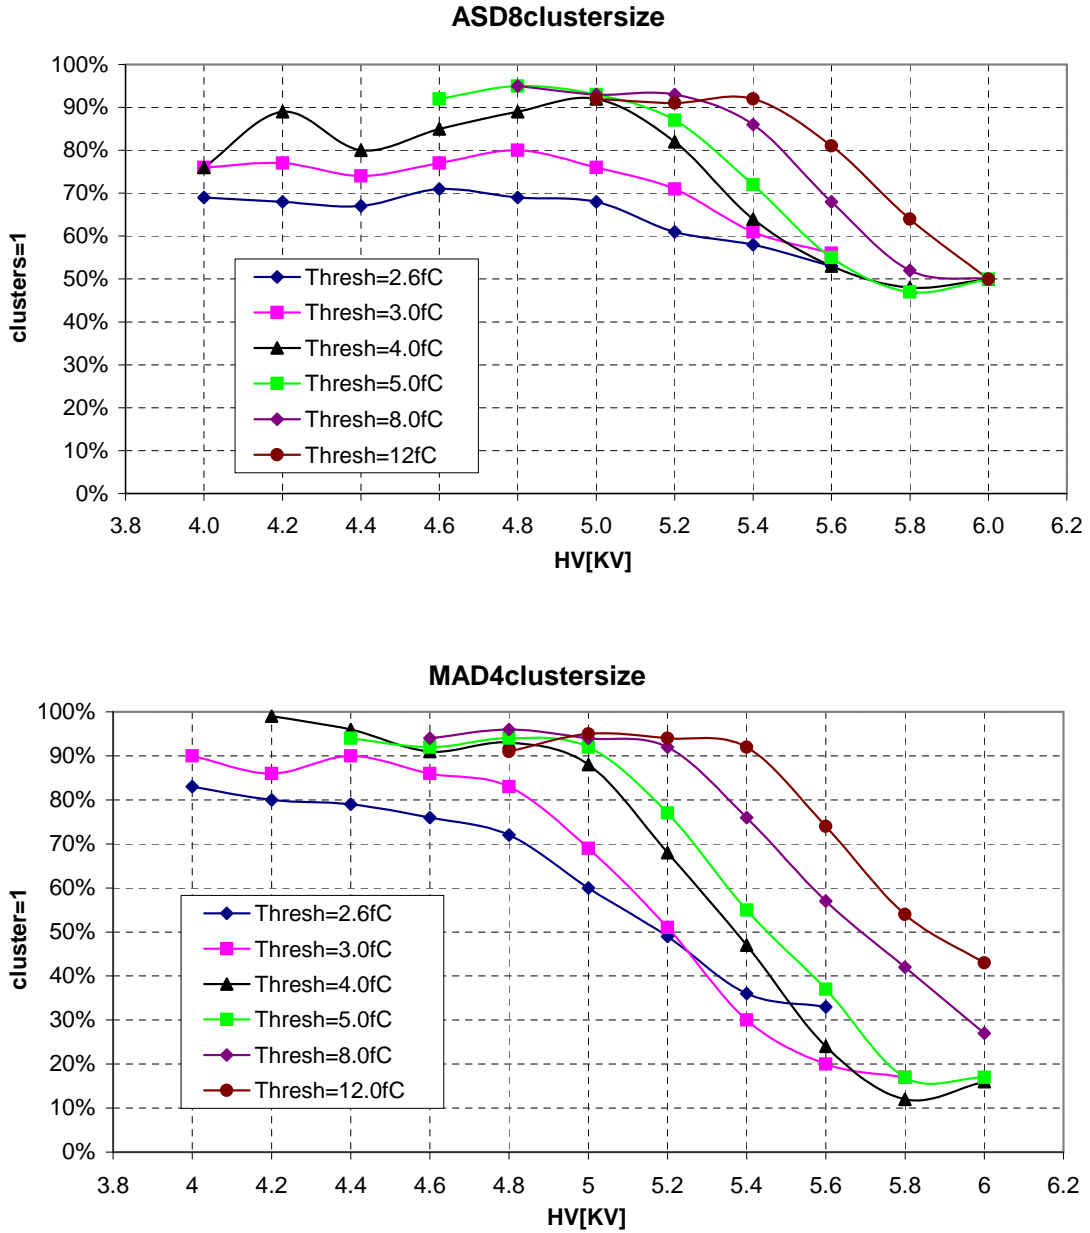 ASD8clustersize
100%
90%
80%
70%
60%
50%
40%
30%
20%
10%
0%
clusters=1
Thresh=2.6fC
Thresh=3.0fC
Thresh=4.0fC
Thresh=5.0fC
Thresh=8.0fC
Thresh=12fC
3.8 4.0 4.2 4.4 4.6 4.8 5.0 5.2 5.4 5.6 5.8 6.0 6.2
HV[KV]
MAD4clustersize
100%
90%
80%
70%
60%
50%
40%
30%
20%
10%
0%
cluster=1
Thresh=2.6fC
Thresh=3.0fC
Thresh=4.0fC
Thresh=5.0fC
Thresh=8.0fC
Thresh=12.0fC
3.8 4 4.2 4.4 4.6 4.8 5 5.2 5.4 5.6 5.8 6 6.2
HV[KV]